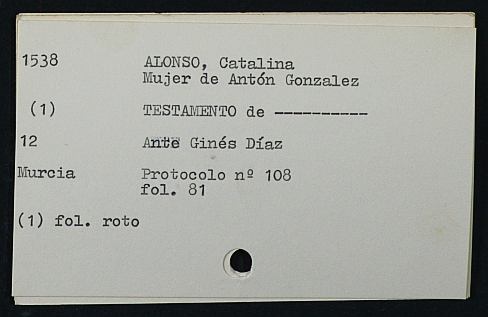 1538 ALONSO, Catalina
Mujer de Antón Gonzalez
(1) TESTAMENTO de ----------
12 Ante Ginés Díaz
Murcia Protocolo nº 108
fol. 81
(1) fol. roto